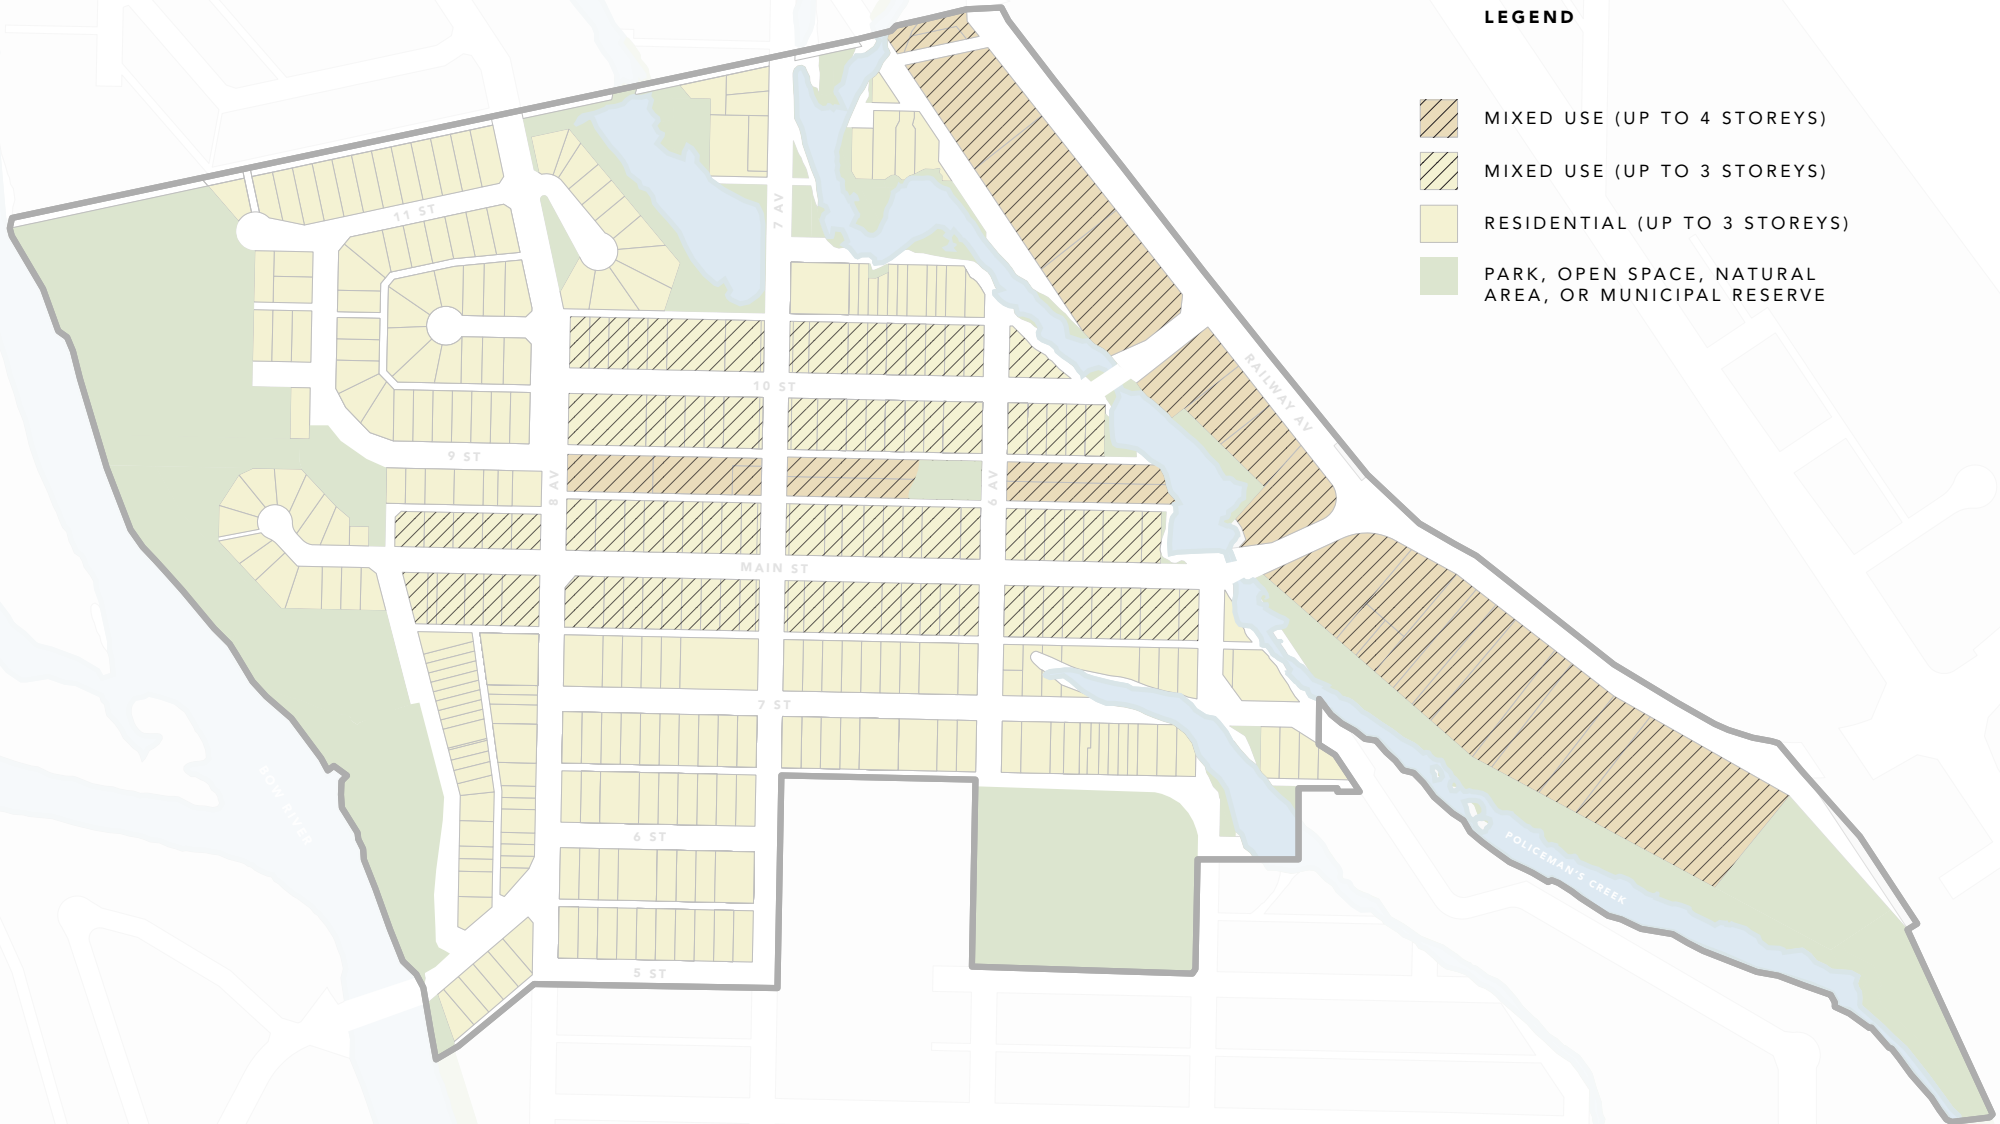 LEGEND
MIXED USE (UP TO 4 STOREYS)
MIXED USE (UP TO 3 STOREYS)
RESIDENTIAL (UP TO 3 STOREYS)
PARK, OPEN SPACE, NATURAL
AREA, OR MUNICIPAL RESERVE
11 ST
7 AV
10 ST
RAILWAY AV
9 ST
8 AV
6 AV
MAIN ST
7 ST
BOW RIVER
6 ST
POLICEMAN'S CREEK
5 ST